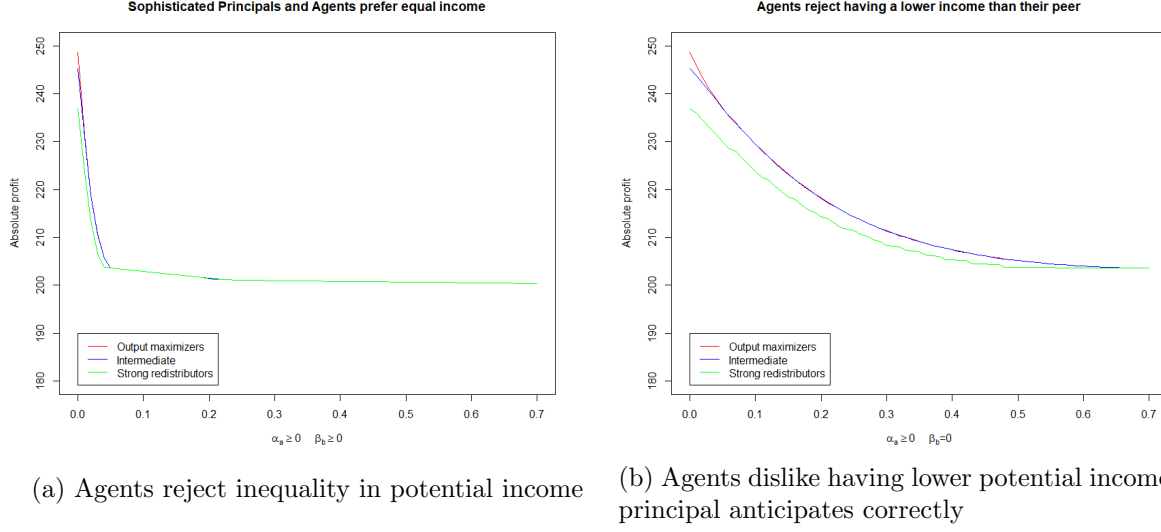 Sophisticated Principals and Agents prefer equal income
Absolute profit
250
240
230
220
210
200
190
180
Output maximizers
Intermediate
Strong redistributors
0.0 0.1 0.2 0.3 0.4 0.5 0.6 0.7
αa ≥ 0 βb ≥ 0
(a) Agents reject inequality in potential income
Agents reject having a lower income than their peer
Absolute profit
250
240
230
220
210
200
190
180
Output maximizers
Intermediate
Strong redistributors
0.0 0.1 0.2 0.3 0.4 0.5 0.6 0.7
αa ≥ 0 βb=0
(b) Agents dislike having lower potential income
principal anticipates correctly